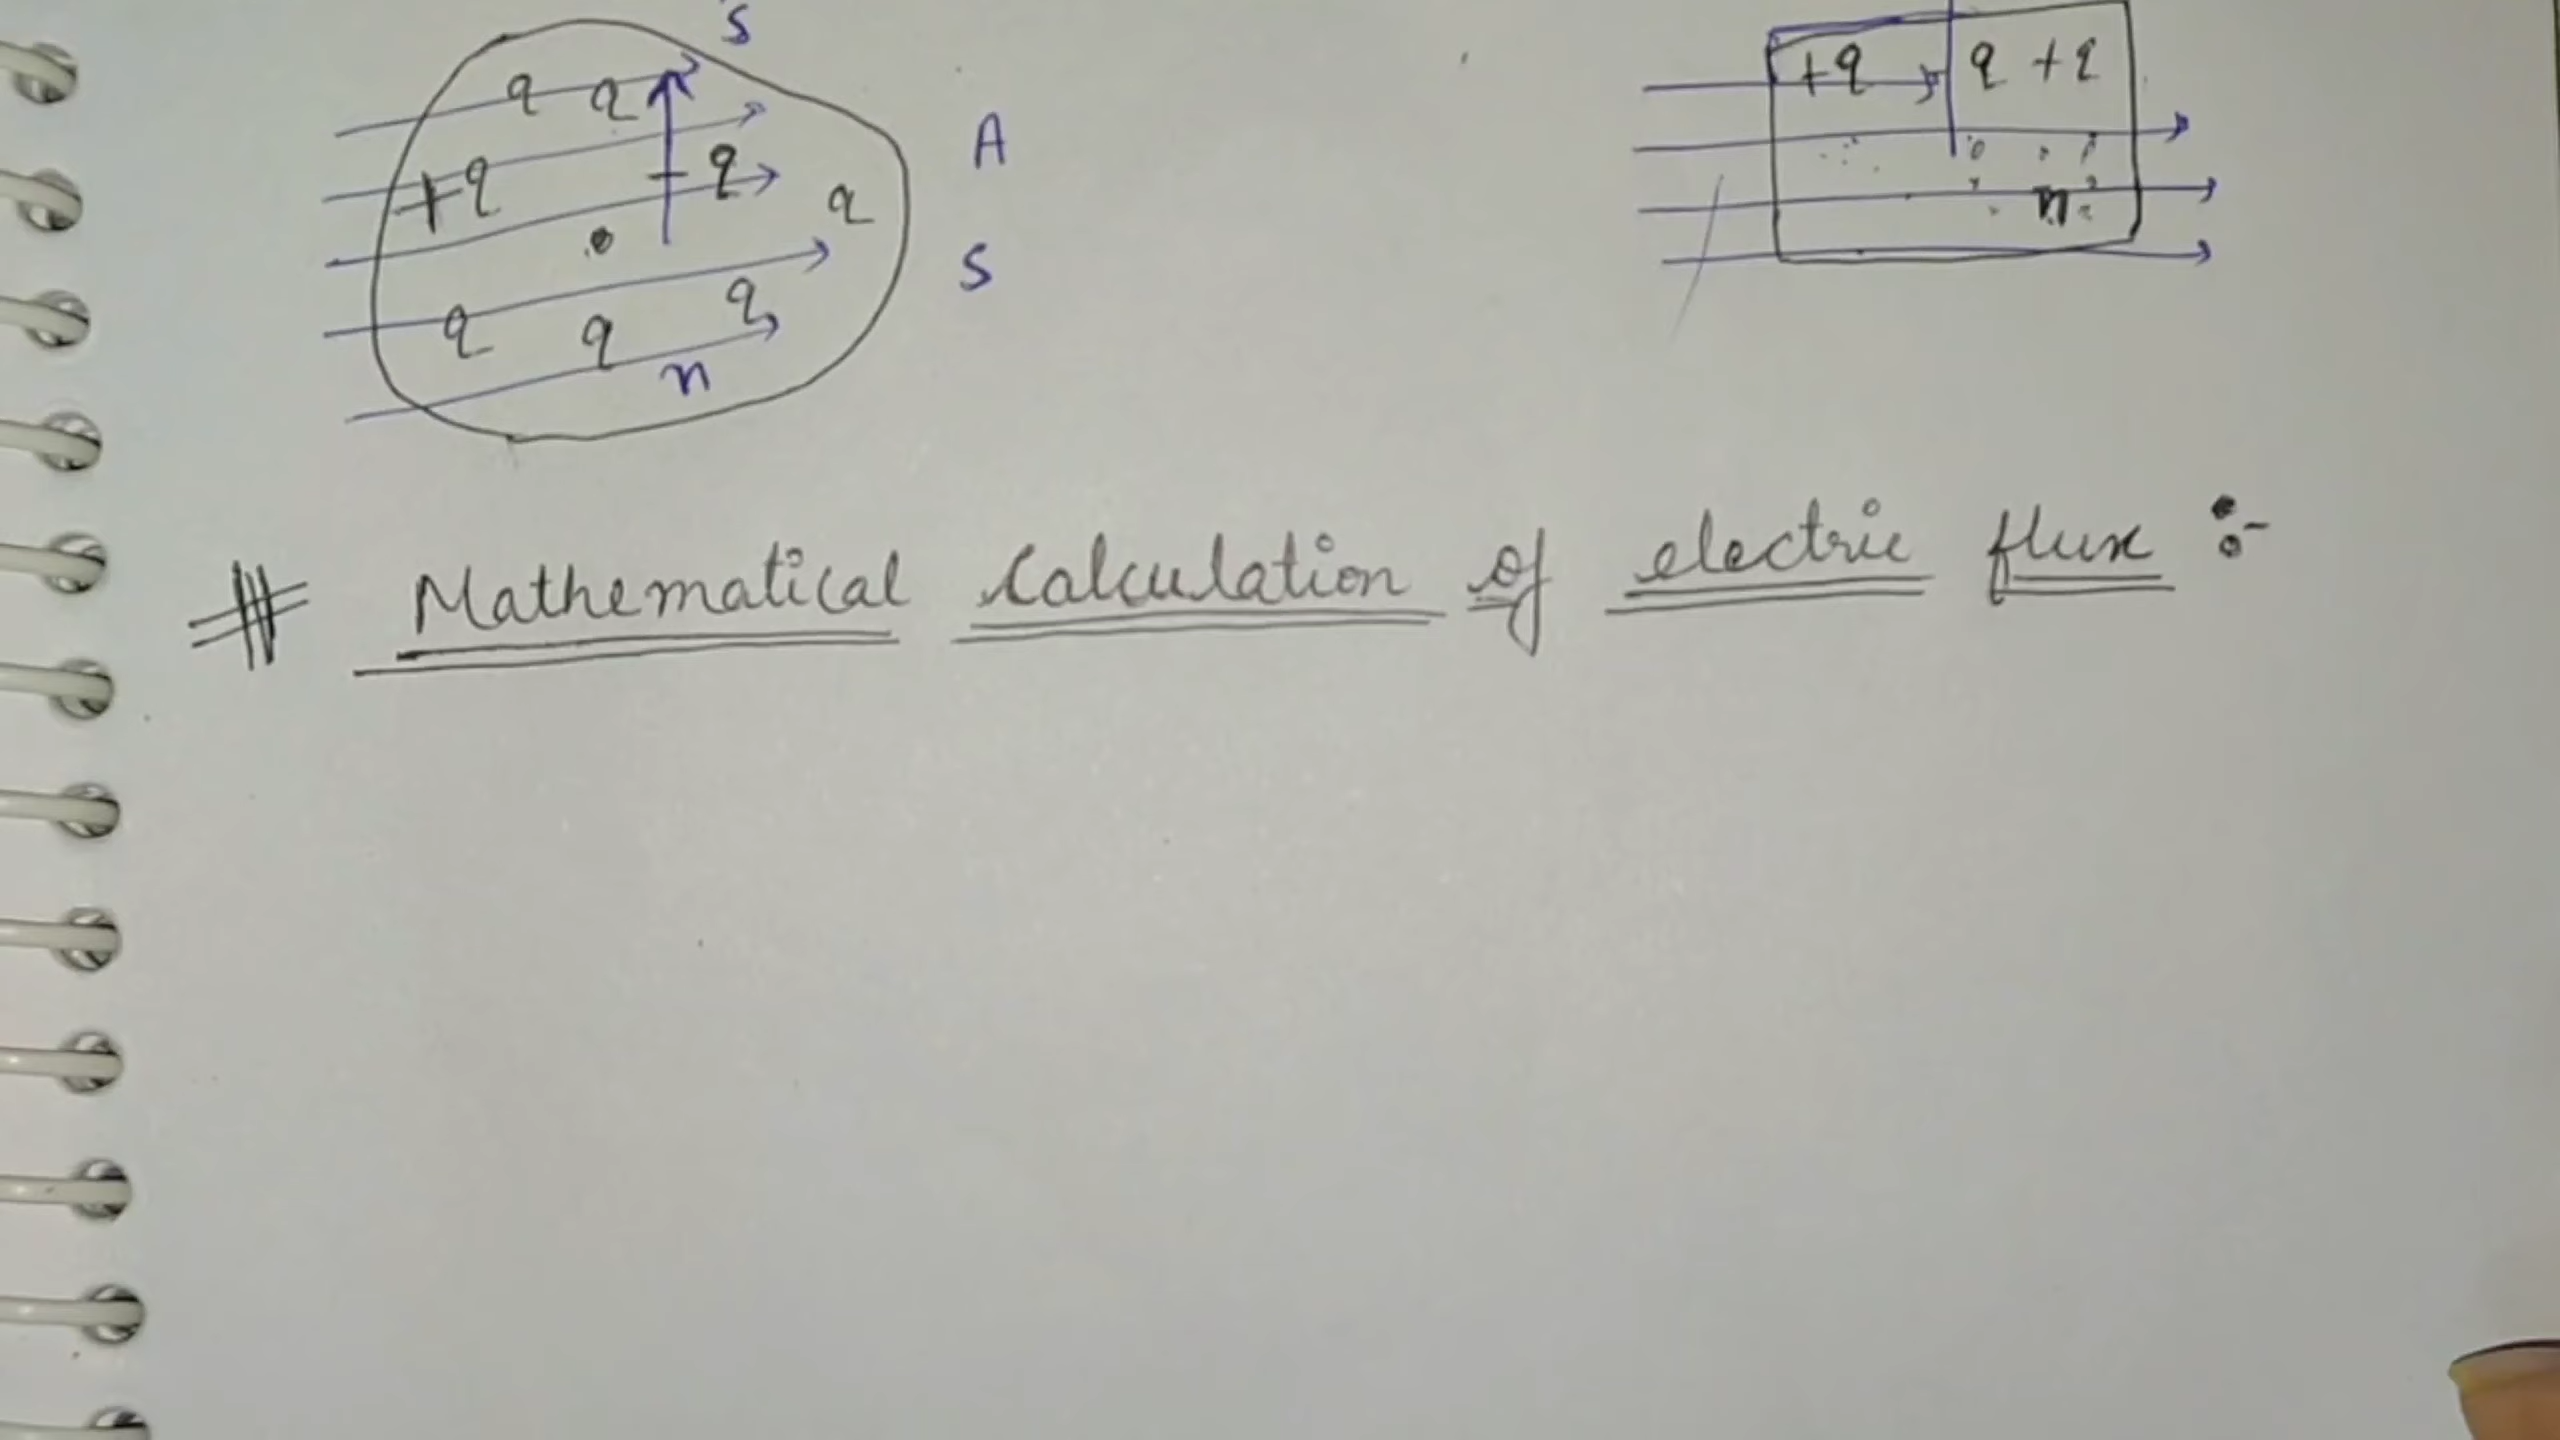 S
q q
+q q
q
q q q
n
A
S
+q q +q
n
# Mathematical Calculation of electric flux :-